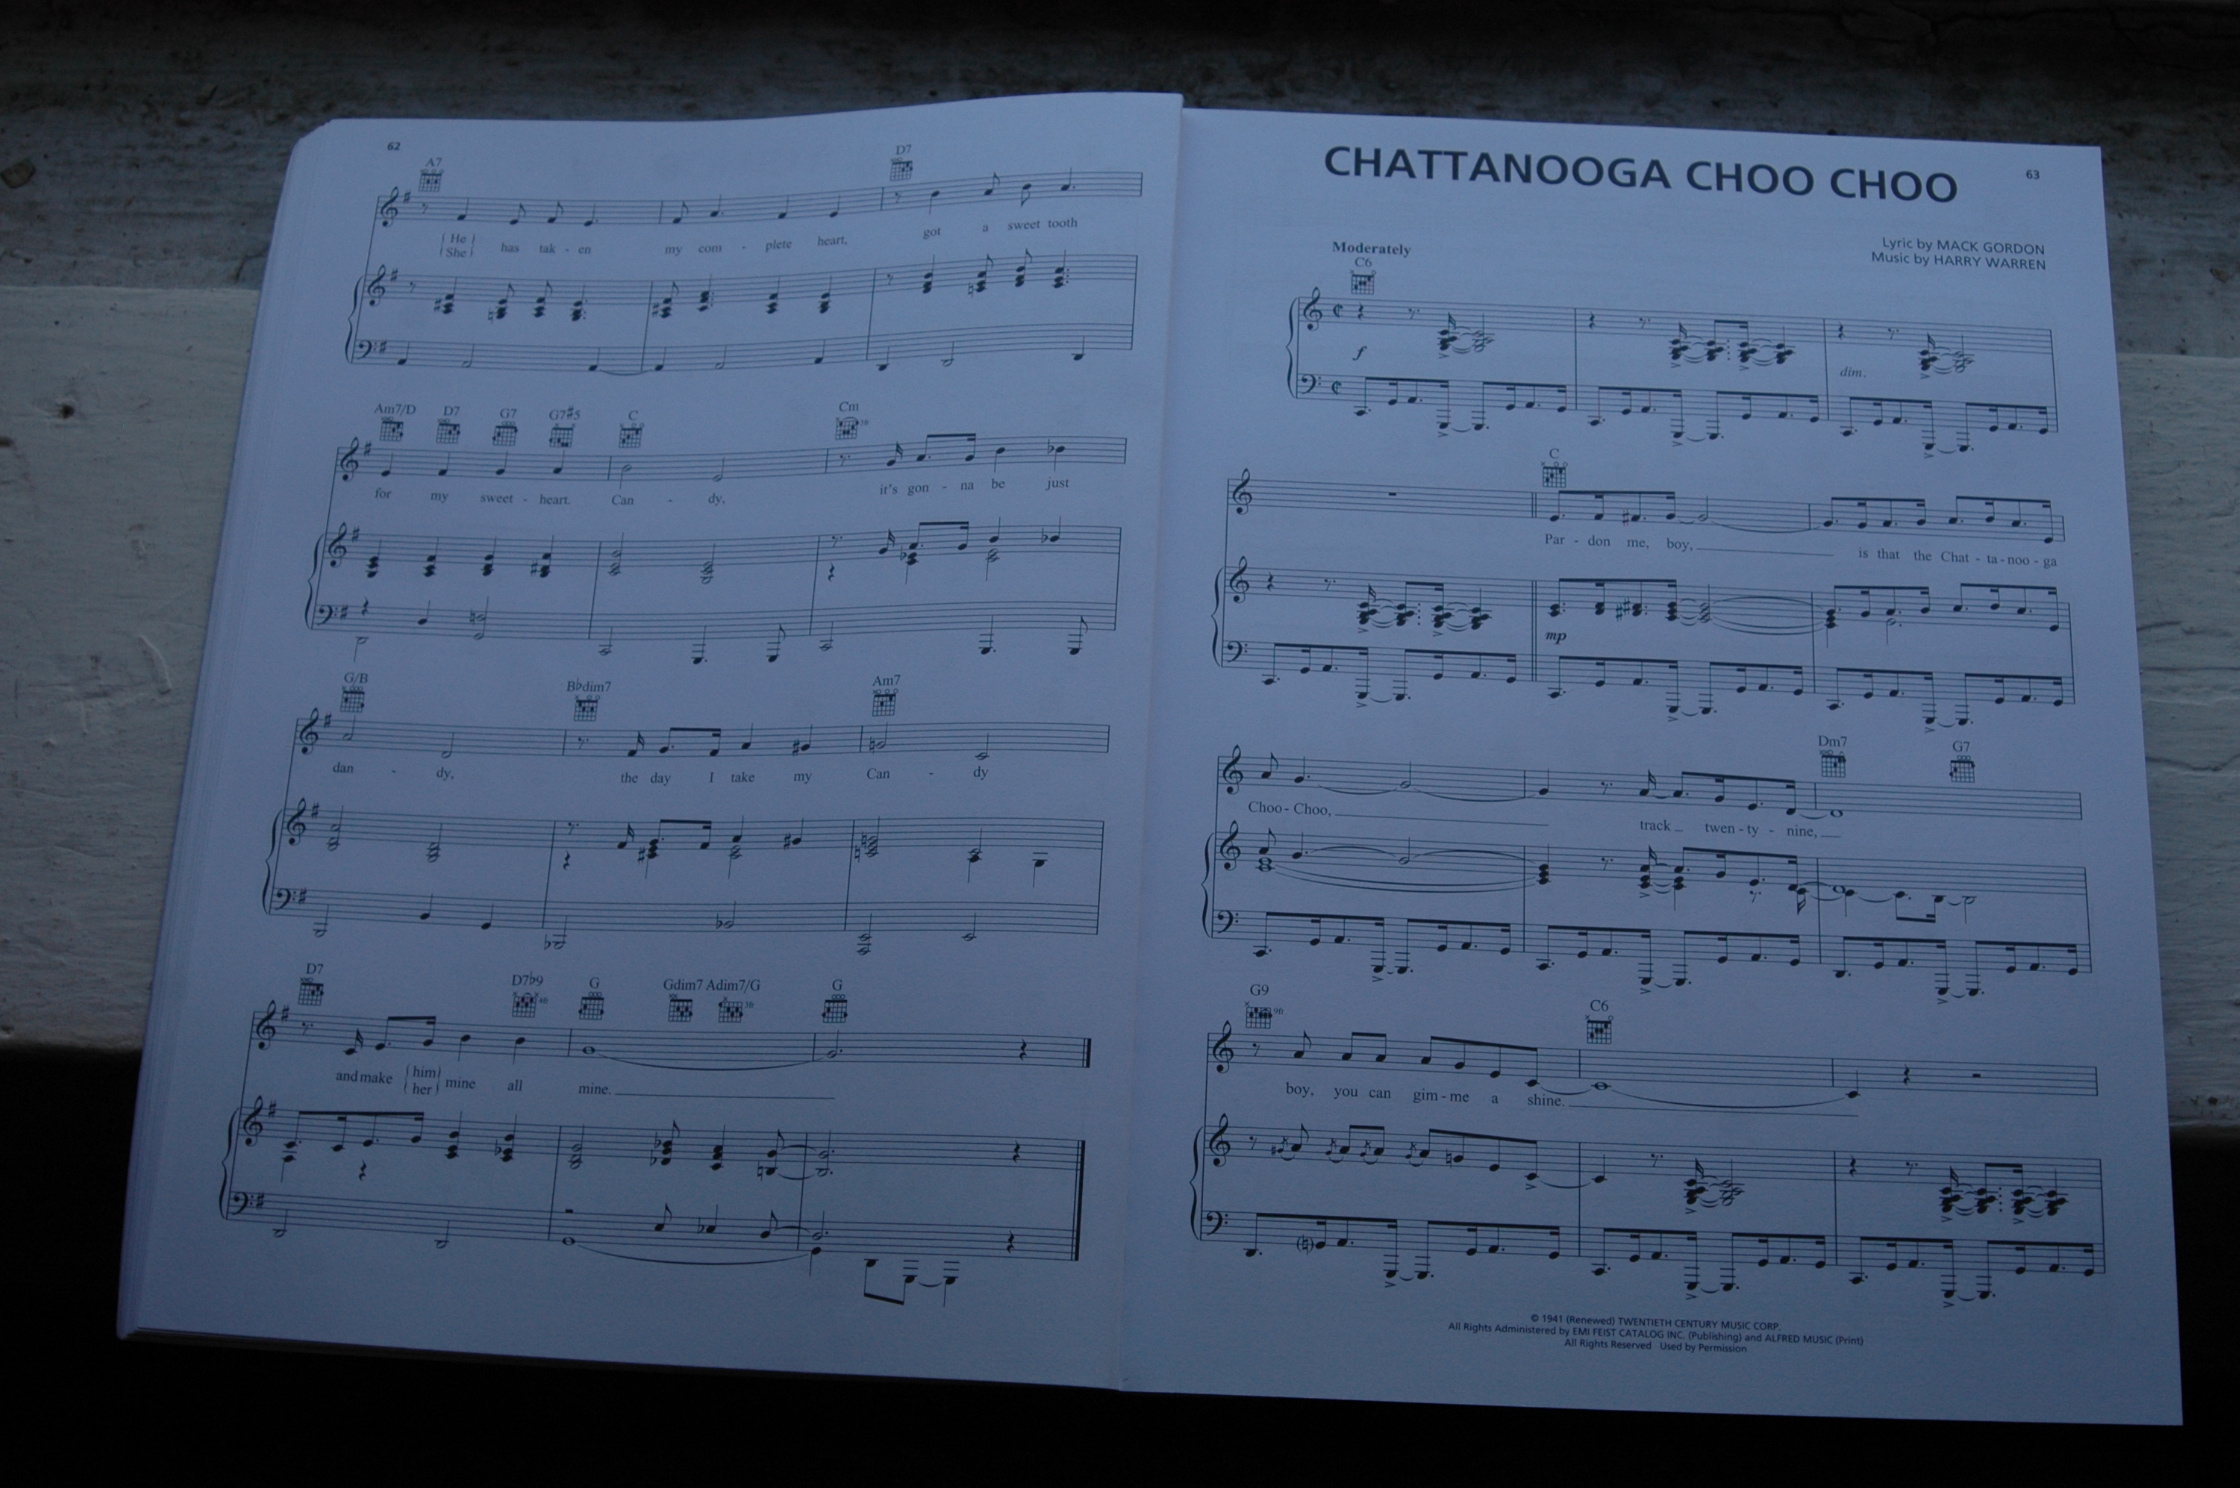 62
A7 D7
{He She} has tak - en my com - plete heart, got a sweet tooth
Am7/D D7 G7 G7#5 C Cm
for my sweet - heart. Can - dy, it's gon - na be just
G/B B♭dim7 Am7
dan - dy, the day I take my Can - dy
D7 D7♭9 G Gdim7 Adim7/G G
and make {him her} mine all mine.
63
CHATTANOOGA CHOO CHOO
Lyric by MACK GORDON
Music by HARRY WARREN
Moderately
C6
f dim.
C
Par - don me, boy, is that the Chat - ta - noo - ga
mp
Dm7 G7
Choo - Choo, track twen - ty - nine,
G9 C6
boy, you can gim - me a shine.
© 1941 (Renewed) TWENTIETH CENTURY MUSIC CORP.
All Rights Administered by EMI FEIST CATALOG INC. (Publishing) and ALFRED MUSIC (Print)
All Rights Reserved Used by Permission